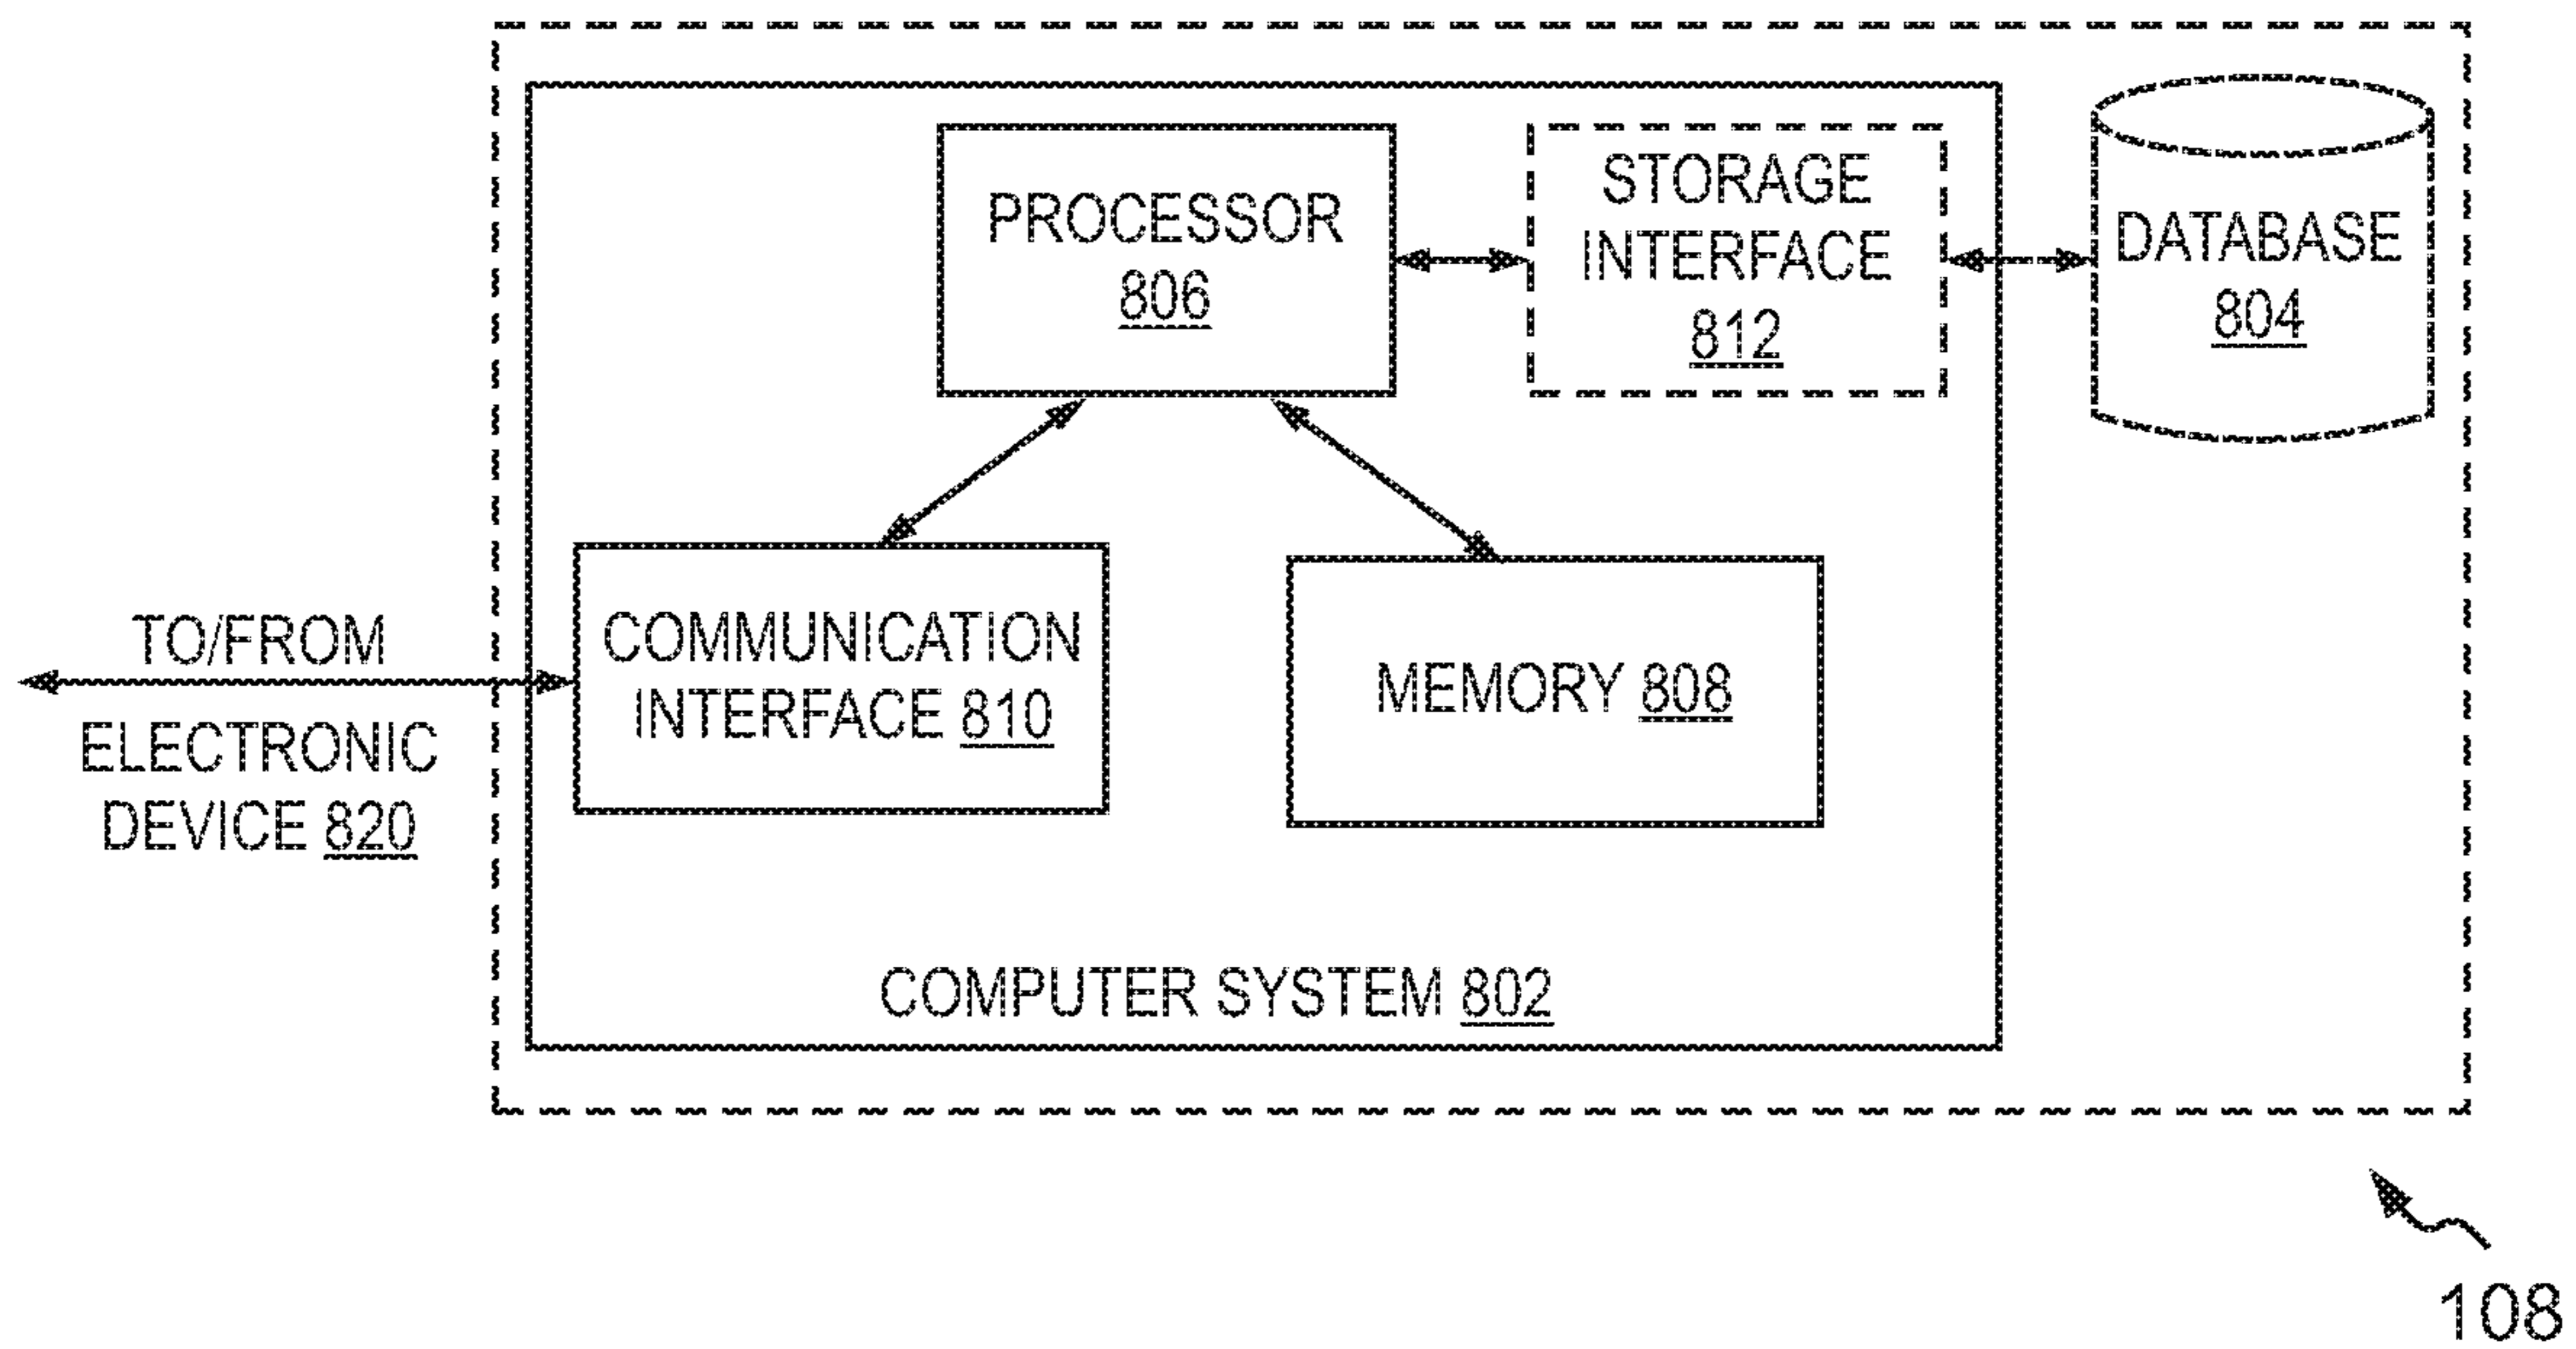 PROCESSOR
806
STORAGE
INTERFACE
812
DATABASE
804
TO/FROM
ELECTRONIC
DEVICE 820
COMMUNICATION
INTERFACE 810
MEMORY 808
COMPUTER SYSTEM 802
108